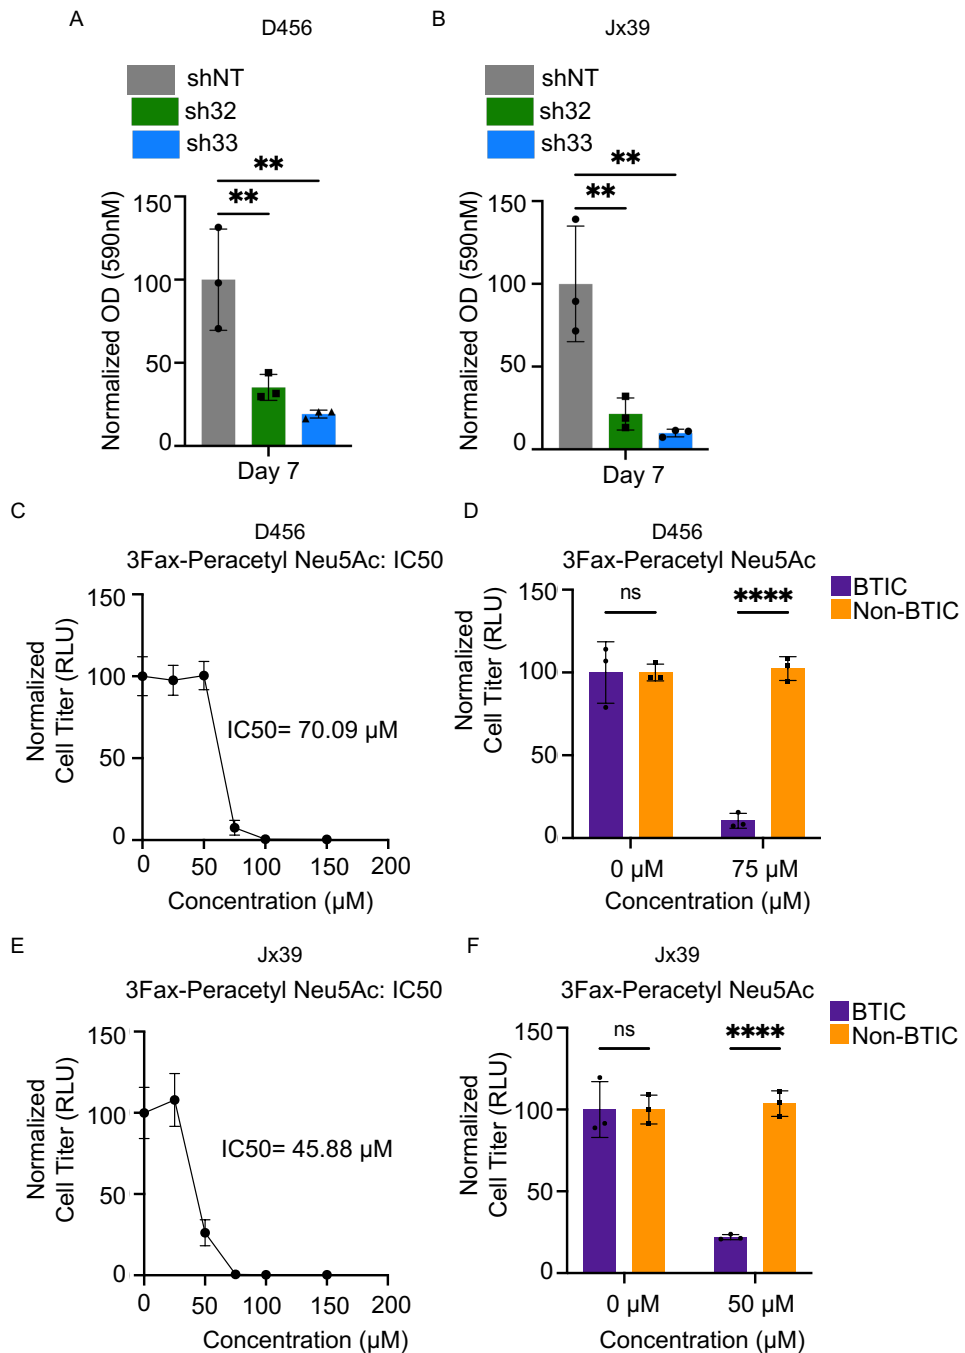 A
D456
shNT
sh32
sh33
**
**
Normalized OD (590nM)
150
100
50
0
Day 7
B
Jx39
shNT
sh32
sh33
**
**
Normalized OD (590nM)
150
100
50
0
Day 7
C
D456
3Fax-Peracetyl Neu5Ac: IC50
Normalized
Cell Titer (RLU)
150
100
50
0
IC50= 70.09 µM
0 50 100 150 200
Concentration (µM)
D
D456
3Fax-Peracetyl Neu5Ac
BTIC
Non-BTIC
ns
****
Normalized
Cell Titer (RLU)
150
100
50
0
0 µM 75 µM
Concentration (µM)
E
Jx39
3Fax-Peracetyl Neu5Ac: IC50
Normalized
Cell Titer (RLU)
150
100
50
0
IC50= 45.88 µM
0 50 100 150 200
Concentration (µM)
F
Jx39
3Fax-Peracetyl Neu5Ac
BTIC
Non-BTIC
ns
****
Normalized
Cell Titer (RLU)
150
100
50
0
0 µM 50 µM
Concentration (µM)